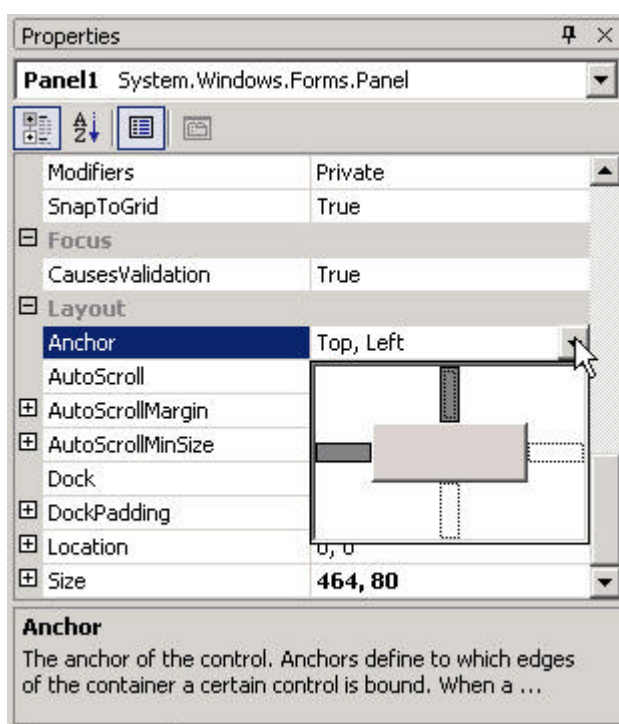 Properties
Panel1 System.Windows.Forms.Panel
Modifiers Private
SnapToGrid True
Focus
CausesValidation True
Layout
Anchor Top, Left
AutoScroll
AutoScrollMargin
AutoScrollMinSize
Dock
DockPadding
Location 0, 0
Size 464, 80
Anchor
The anchor of the control. Anchors define to which edges
of the container a certain control is bound. When a ...